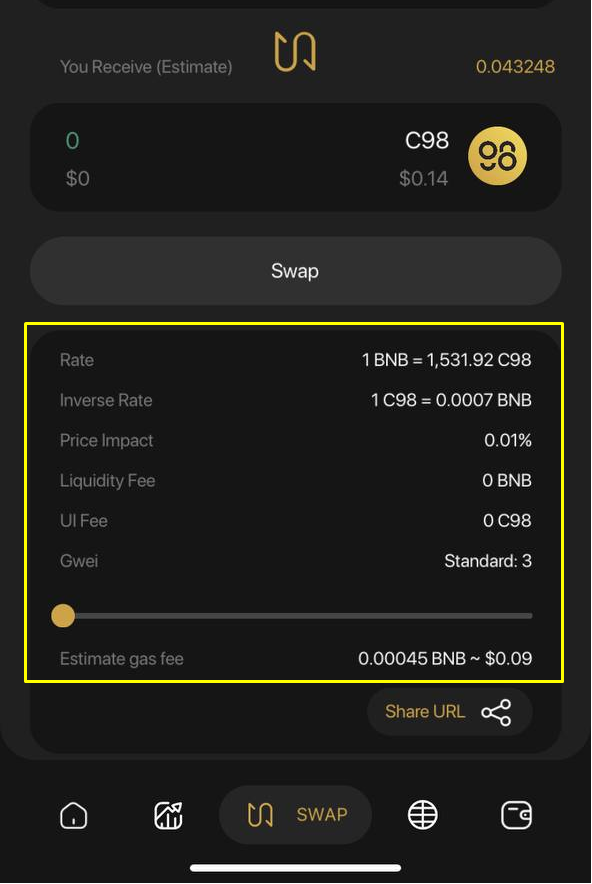 You Receive (Estimate) 0.043248
0 C98
$0 $0.14
Swap
Rate 1 BNB = 1,531.92 C98
Inverse Rate 1 C98 = 0.0007 BNB
Price Impact 0.01%
Liquidity Fee 0 BNB
UI Fee 0 C98
Gwei Standard: 3
Estimate gas fee 0.00045 BNB ~ $0.09
Share URL
SWAP